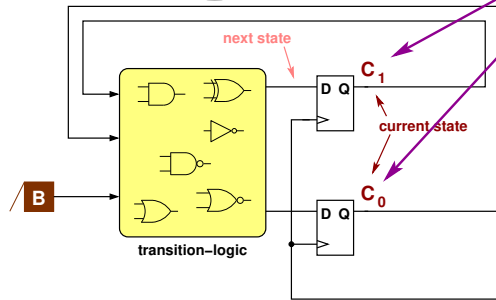 next state
C1
D Q
current state
B
C0
D Q
transition−logic